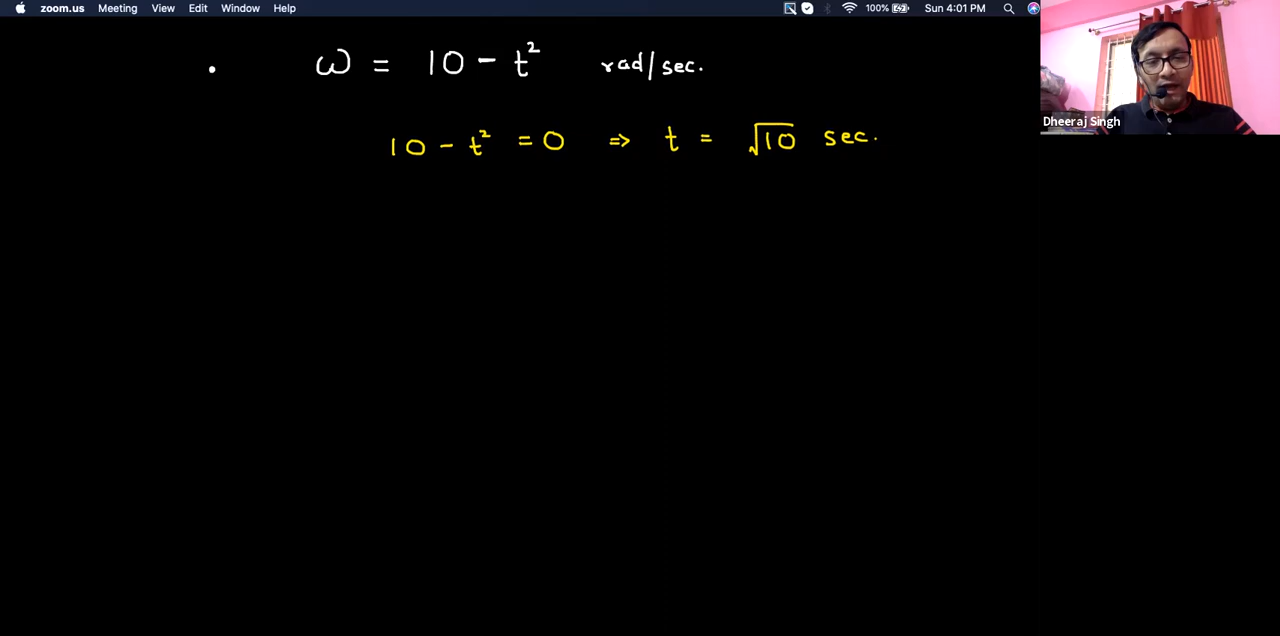 zoom.us Meeting View Edit Window Help 100% Sun 4:01 PM
• ω = 10 - t² rad/sec.
10 - t² = 0 ⇒ t = √10 sec.
Dheeraj Singh